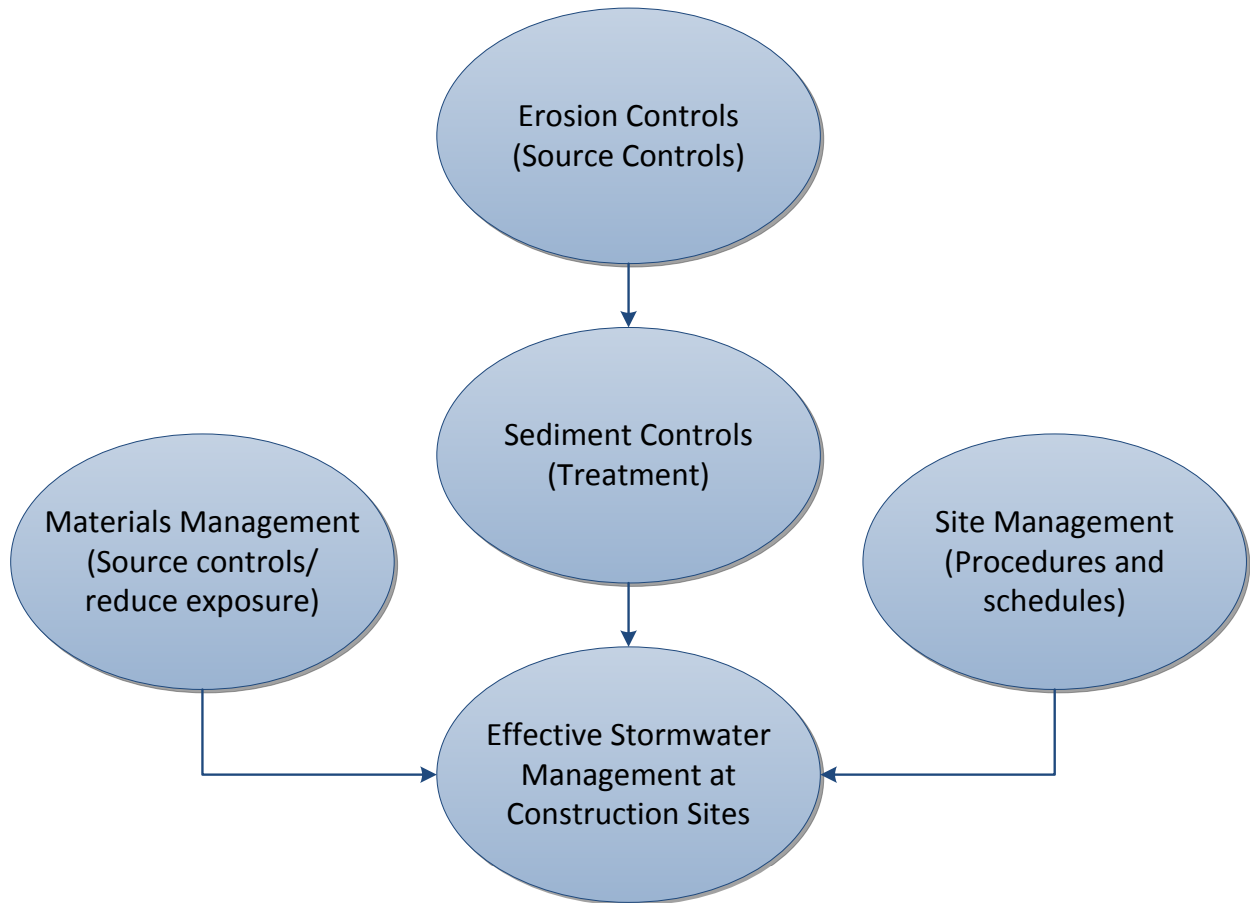 Erosion Controls
(Source Controls)
Sediment Controls
(Treatment)
Materials Management
(Source controls/
reduce exposure)
Site Management
(Procedures and
schedules)
Effective Stormwater
Management at
Construction Sites